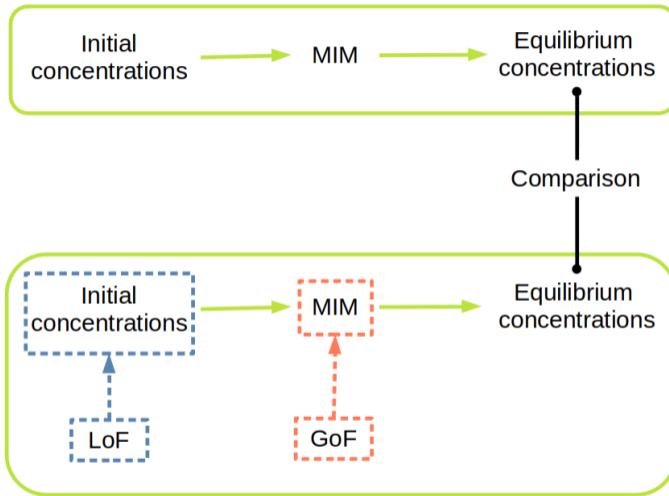 Initial
concentrations
MIM
Equilibrium
concentrations
Comparison
Initial
concentrations
MIM
Equilibrium
concentrations
LoF
GoF